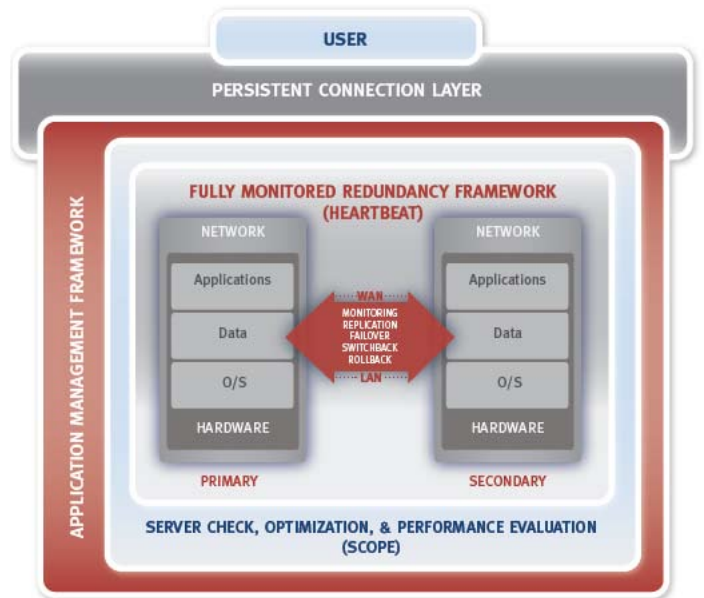 USER
PERSISTENT CONNECTION LAYER
APPLICATION MANAGEMENT FRAMEWORK
FULLY MONITORED REDUNDANCY FRAMEWORK
(HEARTBEAT)
NETWORK
Applications
Data
O/S
HARDWARE
PRIMARY
WAN
MONITORING
REPLICATION
FAILOVER
SWITCHBACK
ROLLBACK
LAN
NETWORK
Applications
Data
O/S
HARDWARE
SECONDARY
SERVER CHECK, OPTIMIZATION, & PERFORMANCE EVALUATION
(SCOPE)